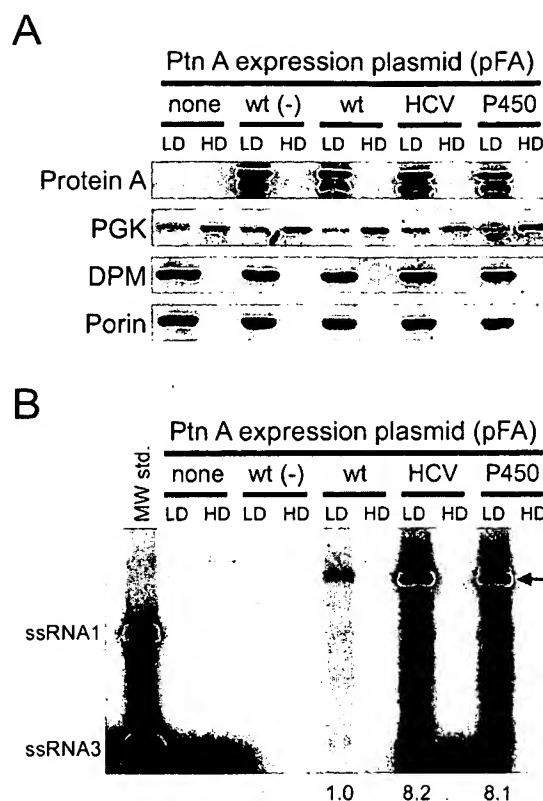 A
Ptn A expression plasmid (pFA)
none wt (-) wt HCV P450
LD HD LD HD LD HD LD HD LD HD
Protein A
PGK
DPM
Porin
B
Ptn A expression plasmid (pFA)
MW std.
none wt (-) wt HCV P450
LD HD LD HD LD HD LD HD LD HD
ssRNA1
ssRNA3
1.0 8.2 8.1